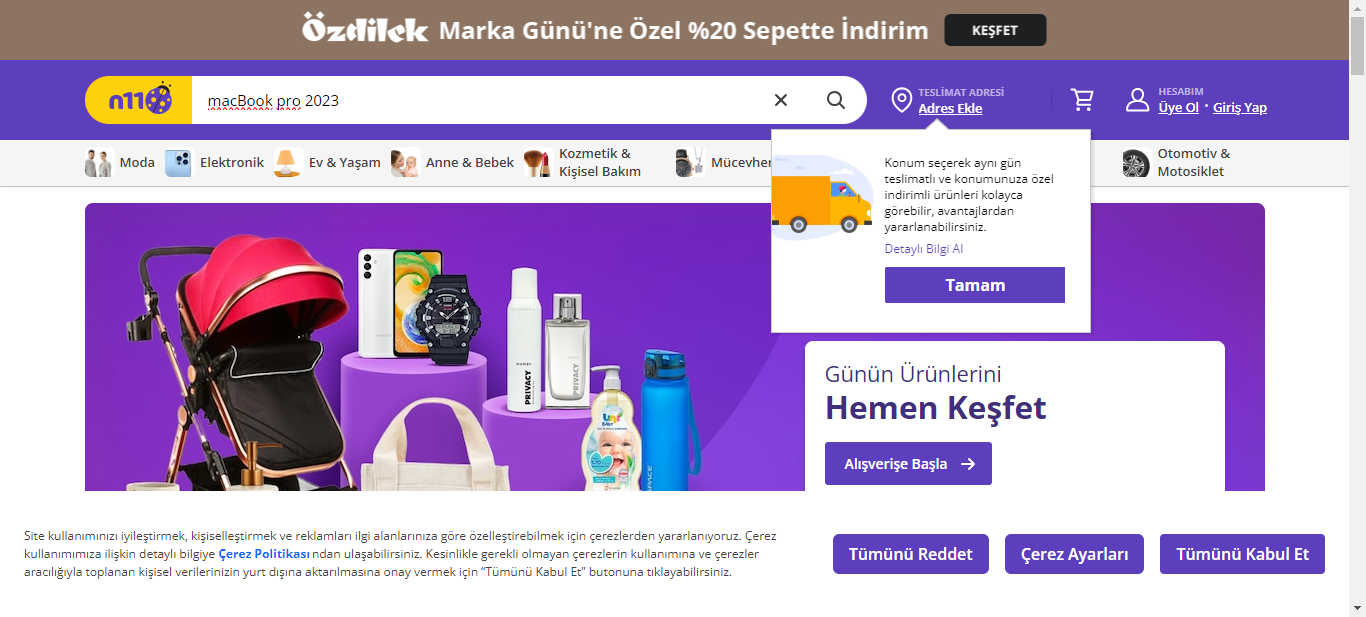 Özdilek Marka Günü'ne Özel %20 Sepette İndirim KEŞFET
n11
macBook pro 2023
TESLİMAT ADRESİ
Adres Ekle
HESABIM
Üye Ol · Giriş Yap
Moda
Elektronik
Ev & Yaşam
Anne & Bebek
Kozmetik &
Kişisel Bakım
Mücevher
Otomotiv &
Motosiklet
Konum seçerek aynı gün
teslimatlı ve konumunuza özel
indirimli ürünleri kolayca
görebilir, avantajlardan
yararlanabilirsiniz.
Detaylı Bilgi Al
Tamam
PRIVACY
PRIVACY
Uni
BABY
SPACE
Günün Ürünlerini
Hemen Keşfet
Alışverişe Başla
Site kullanımınızı iyileştirmek, kişiselleştirmek ve reklamları ilgi alanlarınıza göre özelleştirebilmek için çerezlerden yararlanıyoruz. Çerez
kullanımımıza ilişkin detaylı bilgiye Çerez Politikası ndan ulaşabilirsiniz. Kesinlikle gerekli olmayan çerezlerin kullanımına ve çerezler
aracılığıyla toplanan kişisel verilerinizin yurt dışına aktarılmasına onay vermek için “Tümünü Kabul Et” butonuna tıklayabilirsiniz.
Tümünü Reddet
Çerez Ayarları
Tümünü Kabul Et